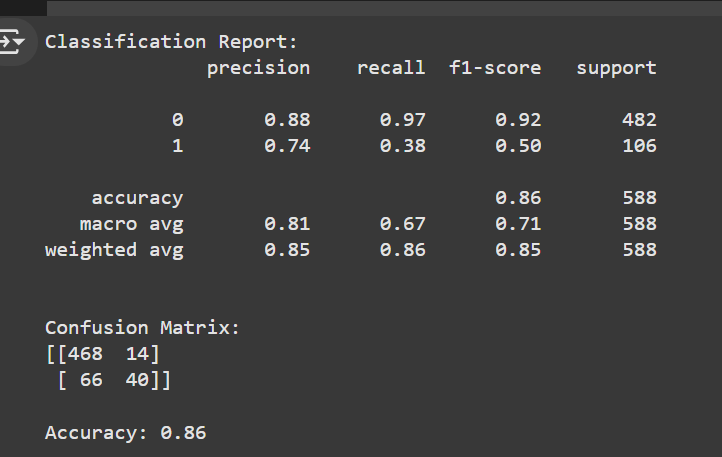 Classification Report:
              precision    recall  f1-score   support

           0       0.88      0.97      0.92       482
           1       0.74      0.38      0.50       106

    accuracy                           0.86       588
   macro avg       0.81      0.67      0.71       588
weighted avg       0.85      0.86      0.85       588


Confusion Matrix:
[[468  14]
 [ 66  40]]

Accuracy: 0.86